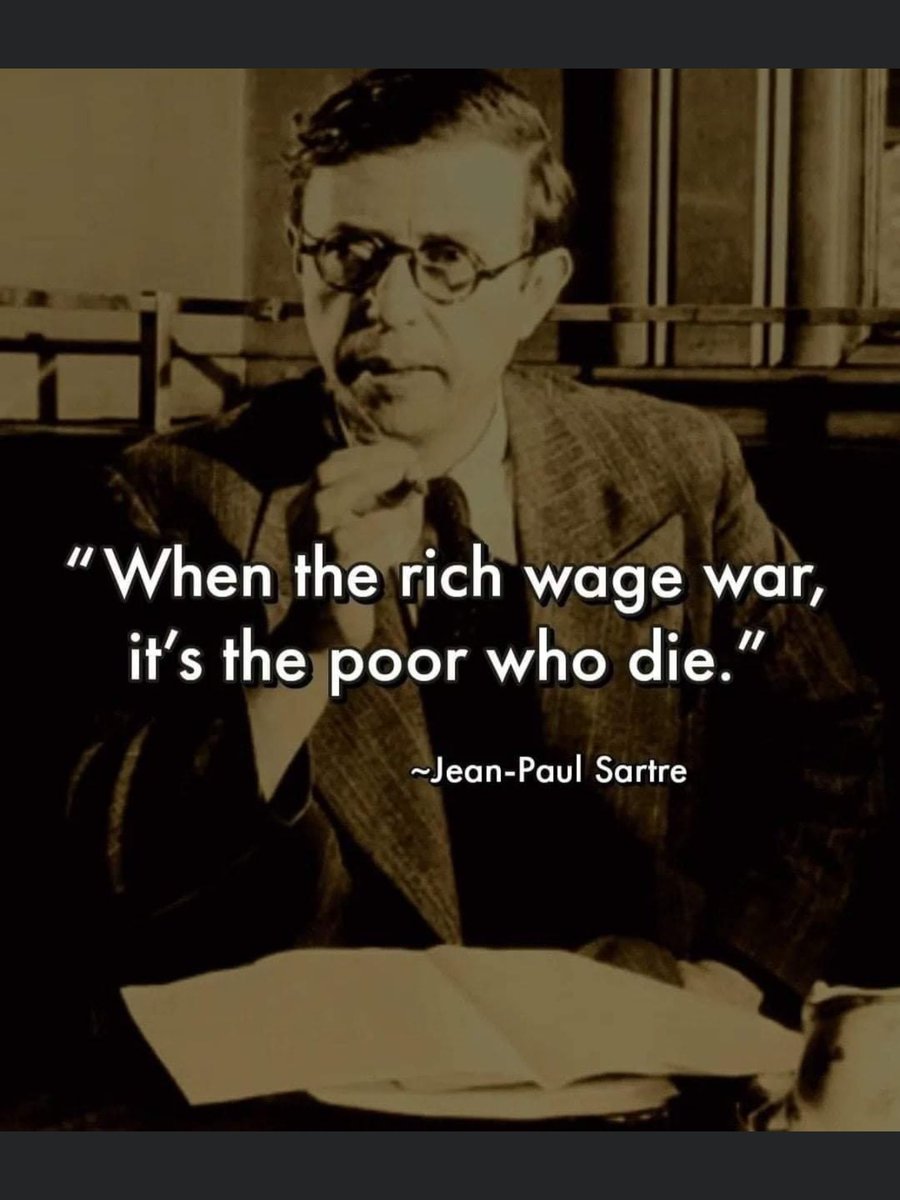 "When the rich wage war,
it's the poor who die."
~Jean-Paul Sartre